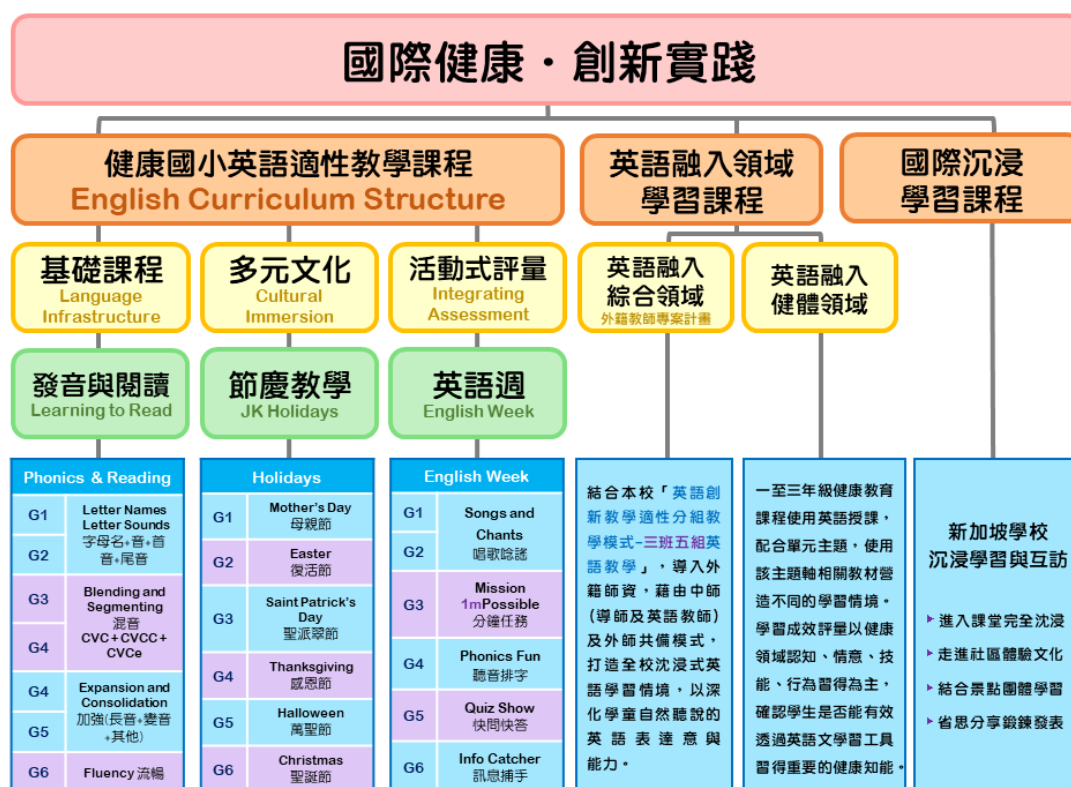 國際健康・創新實踐
健康國小英語適性教學課程
English Curriculum Structure
英語融入領域
學習課程
國際沉浸
學習課程
基礎課程
Language
Infrastructure
多元文化
Cultural
Immersion
活動式評量
Integrating
Assessment
英語融入
綜合領域
外籍教師專案計畫
英語融入
健體領域
發音與閱讀
Learning to Read
節慶教學
JK Holidays
英語週
English Week
Phonics & Reading
G1
G2
Letter Names
Letter Sounds
字母名+音+首
音+尾音
G3
G4
Blending and
Segmenting
混音
CVC+CVCC+
CVCe
G4
G5
Expansion and
Consolidation
加強(長音+雙音
+其他)
G6
Fluency 流暢
Holidays
G1
Mother's Day
母親節
G2
Easter
復活節
G3
Saint Patrick's
Day
聖派翠節
G4
Thanksgiving
感恩節
G5
Halloween
萬聖節
G6
Christmas
聖誕節
English Week
G1
G2
Songs and
Chants
唱歌唸謠
G3
Mission
1mPossible
分鐘任務
G4
Phonics Fun
聽音排字
G5
Quiz Show
快問快答
G6
Info Catcher
訊息捕手
結合本校「英語創
新教學適性分組教
學模式-三班五組英
語教學」，導入外
籍師資，藉由中師
(導師及英語教師)
及外師共備模式，
打造全校沈浸式英
語學習情境，以深
化學童自然聽說的
英語表達意與
能力。
一至三年級健康教育
課程使用英語授課，
配合單元主題，使用
該主題軸相關教材營
造不同的學習情境。
學習成效評量以健康
領域認知、情意、技
能、行為習得為主，
確認學生是否能有效
透過英語文學習工具
習得重要的健康知能。
新加坡學校
沉浸學習與互訪
▸進入課堂完全沈浸
▸走進社區體驗文化
▸結合景點團體學習
▸省思分享鍛鍊發表